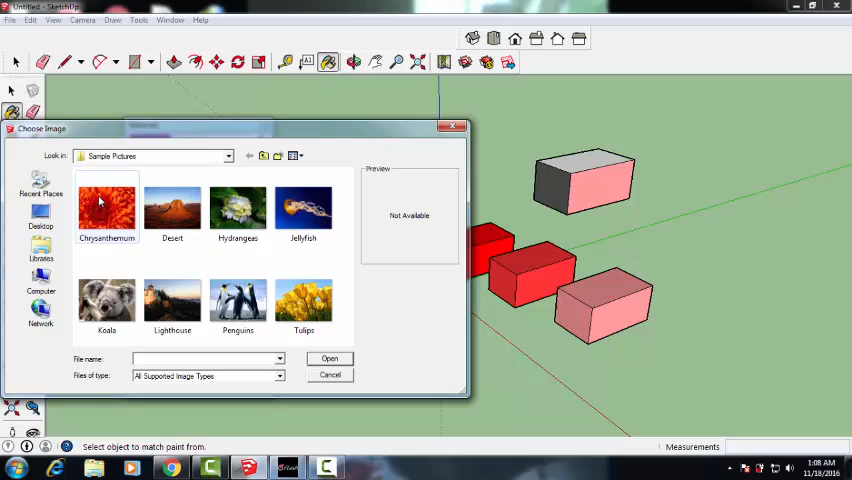 Untitled - SketchUp
File Edit View Camera Draw Tools Window Help
A1
Choose Image
Look in: Sample Pictures
Preview
Not Available
Recent Places
Desktop
Libraries
Computer
Network
Chrysanthemum Desert Hydrangeas Jellyfish
Koala Lighthouse Penguins Tulips
File name: Open
Files of type: All Supported Image Types Cancel
Select object to match paint from. Measurements
1:08 AM
11/18/2016